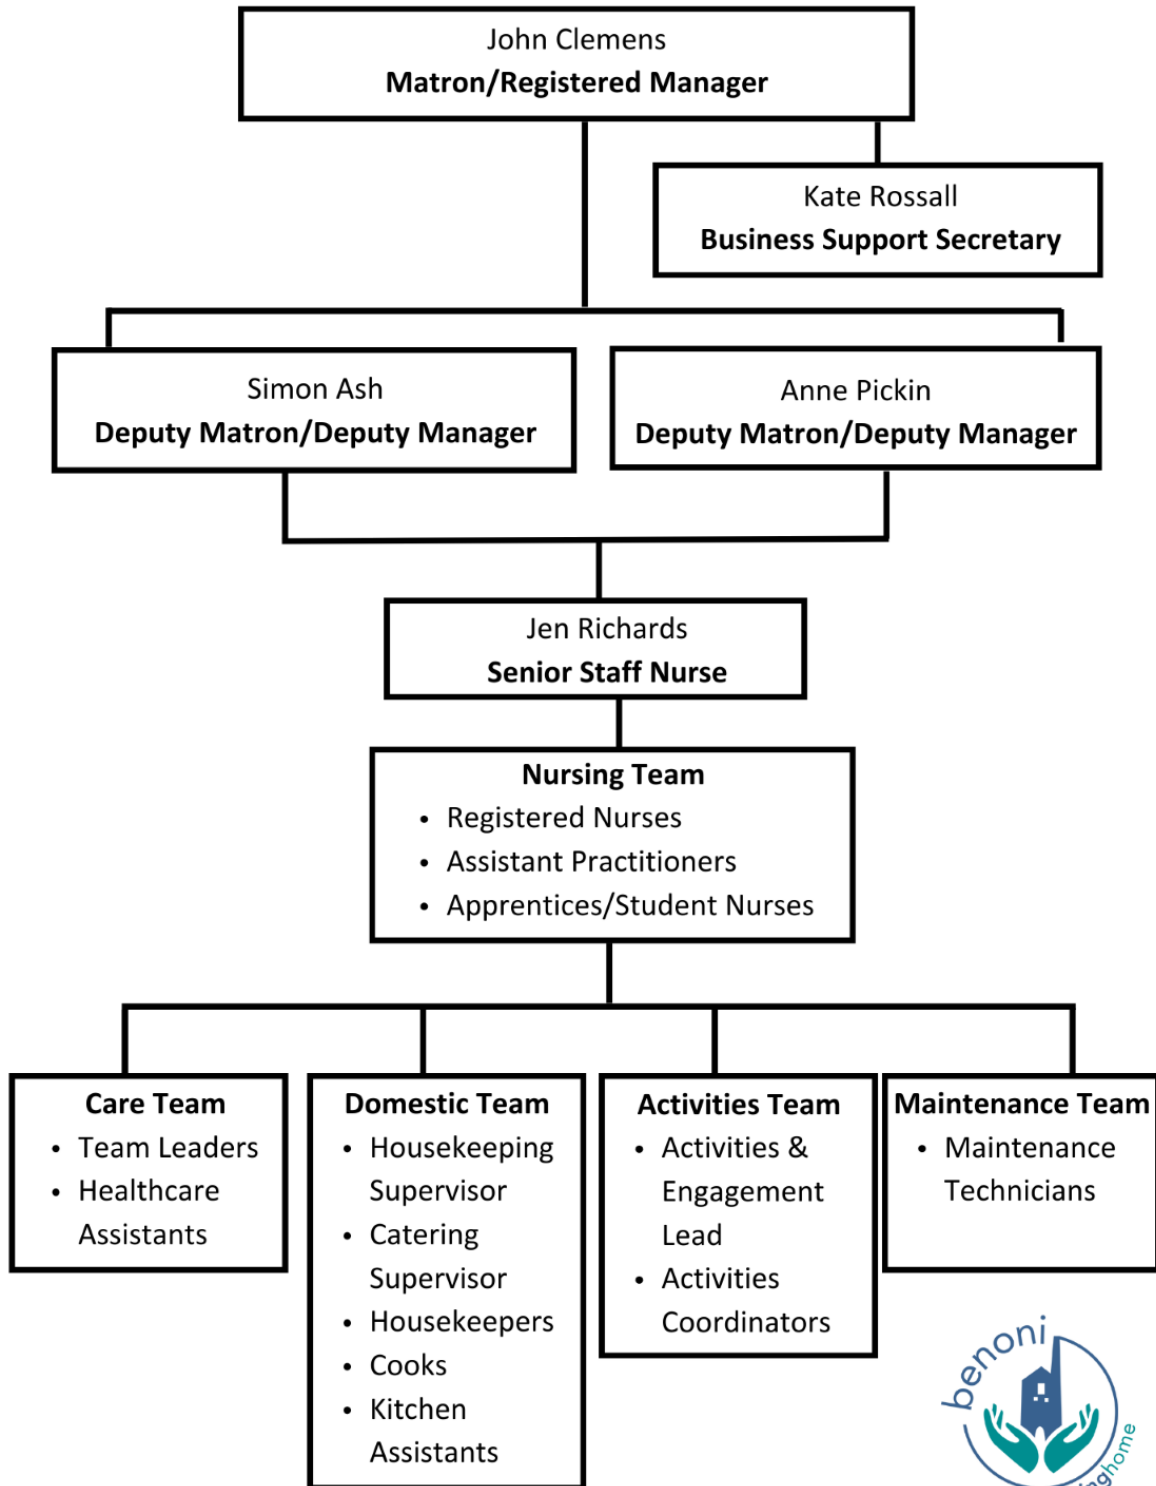 John Clemens
Matron/Registered Manager
Kate Rossall
Business Support Secretary
Simon Ash
Deputy Matron/Deputy Manager
Anne Pickin
Deputy Matron/Deputy Manager
Jen Richards
Senior Staff Nurse
Nursing Team
• Registered Nurses
• Assistant Practitioners
• Apprentices/Student Nurses
Care Team
• Team Leaders
• Healthcare
Assistants
Domestic Team
• Housekeeping
Supervisor
• Catering
Supervisor
• Housekeepers
• Cooks
• Kitchen
Assistants
Activities Team
• Activities &
Engagement
Lead
• Activities
Coordinators
Maintenance Team
• Maintenance
Technicians
benoni